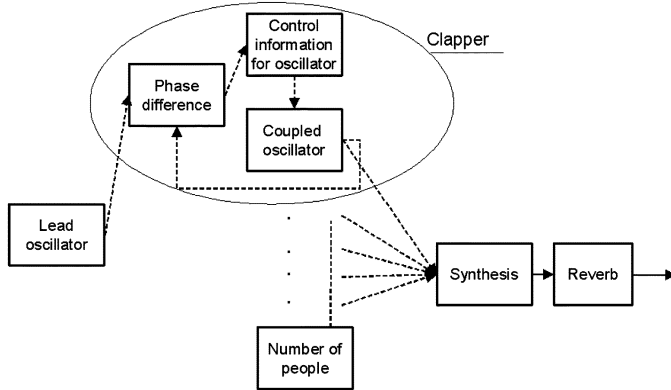 Control
information
for oscillator
Clapper
Phase
difference
Coupled
oscillator
Lead
oscillator
Synthesis
Reverb
Number of
people